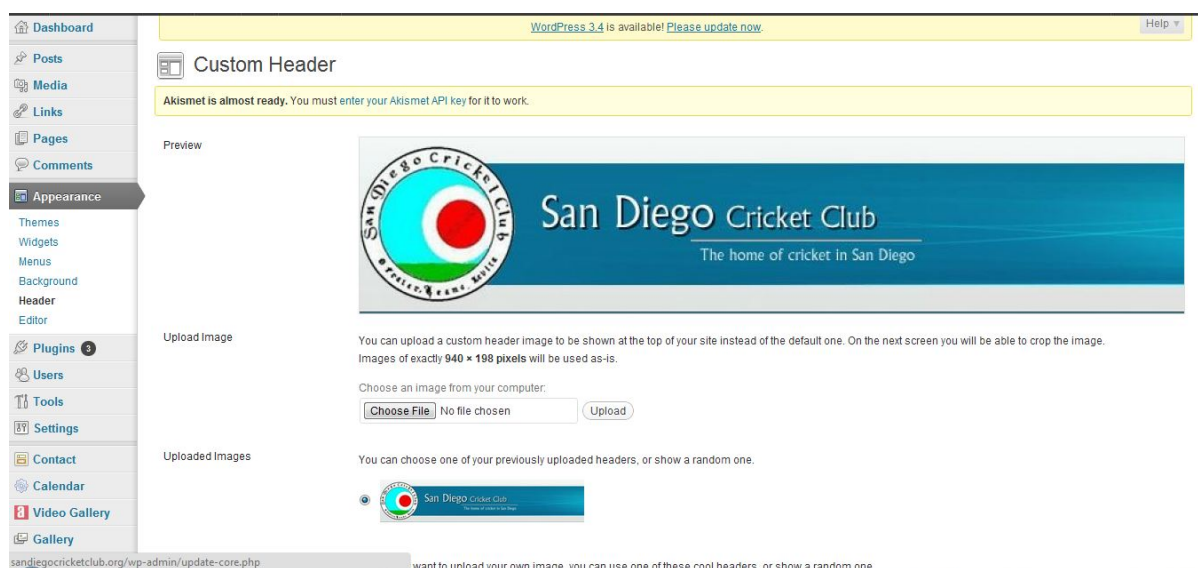 Dashboard
WordPress 3.4 is available! Please update now.
Help
Posts
Media
Links
Pages
Comments
Appearance
Themes
Widgets
Menus
Background
Header
Editor
Plugins 3
Users
Tools
Settings
Contact
Calendar
Video Gallery
Gallery
Custom Header
Akismet is almost ready. You must enter your Akismet API key for it to work.
Preview
San Diego Cricket Club
San Diego Cricket Club
The home of cricket in San Diego
Upload Image
You can upload a custom header image to be shown at the top of your site instead of the default one. On the next screen you will be able to crop the image.
Images of exactly 940 × 198 pixels will be used as-is.
Choose an image from your computer:
Choose File No file chosen Upload
Uploaded Images
You can choose one of your previously uploaded headers, or show a random one.
San Diego Cricket Club
The home of cricket in San Diego
want to upload your own image, you can use one of these cool headers, or show a random one.
sandiegocricketclub.org/wp-admin/update-core.php